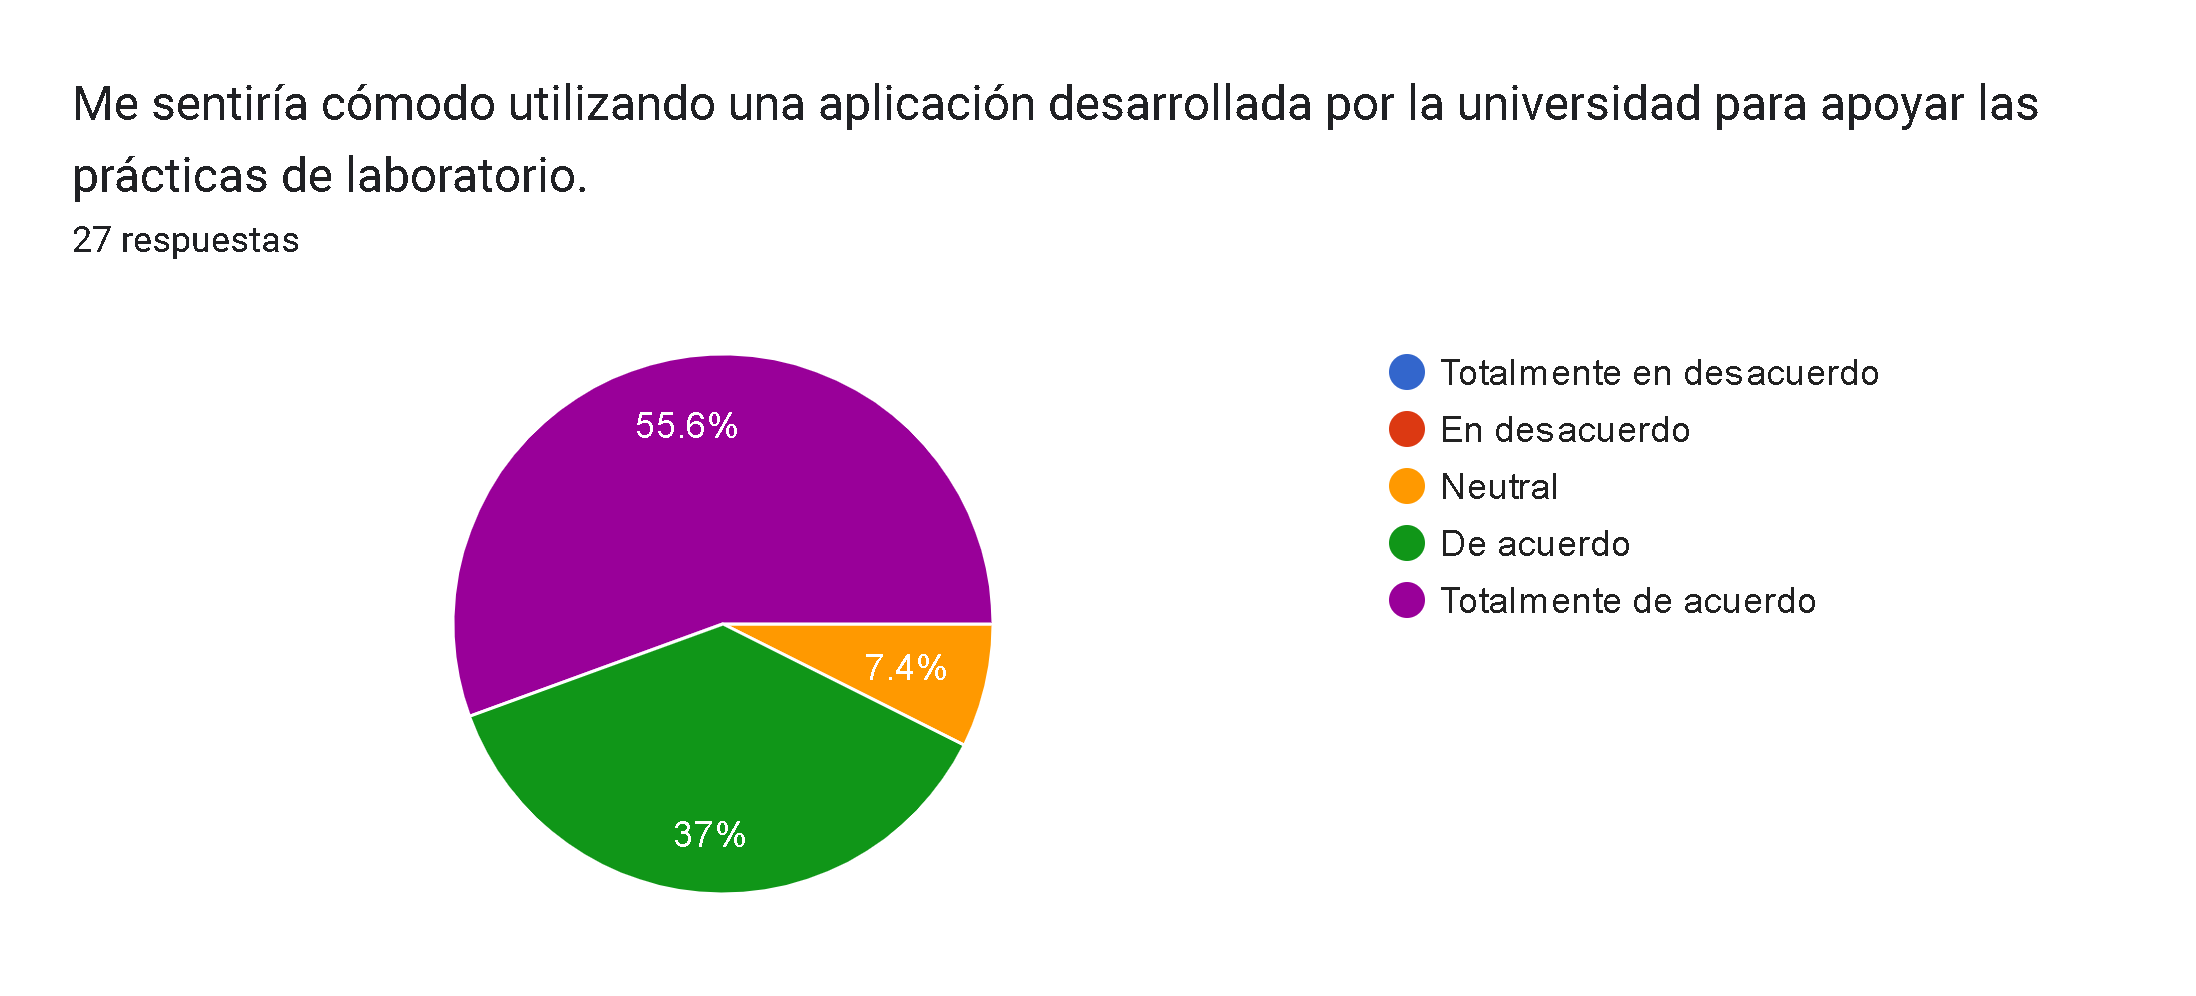 Me sentiría cómodo utilizando una aplicación desarrollada por la universidad para apoyar las
prácticas de laboratorio.
27 respuestas
55.6%
7.4%
37%
Totalmente en desacuerdo
En desacuerdo
Neutral
De acuerdo
Totalmente de acuerdo